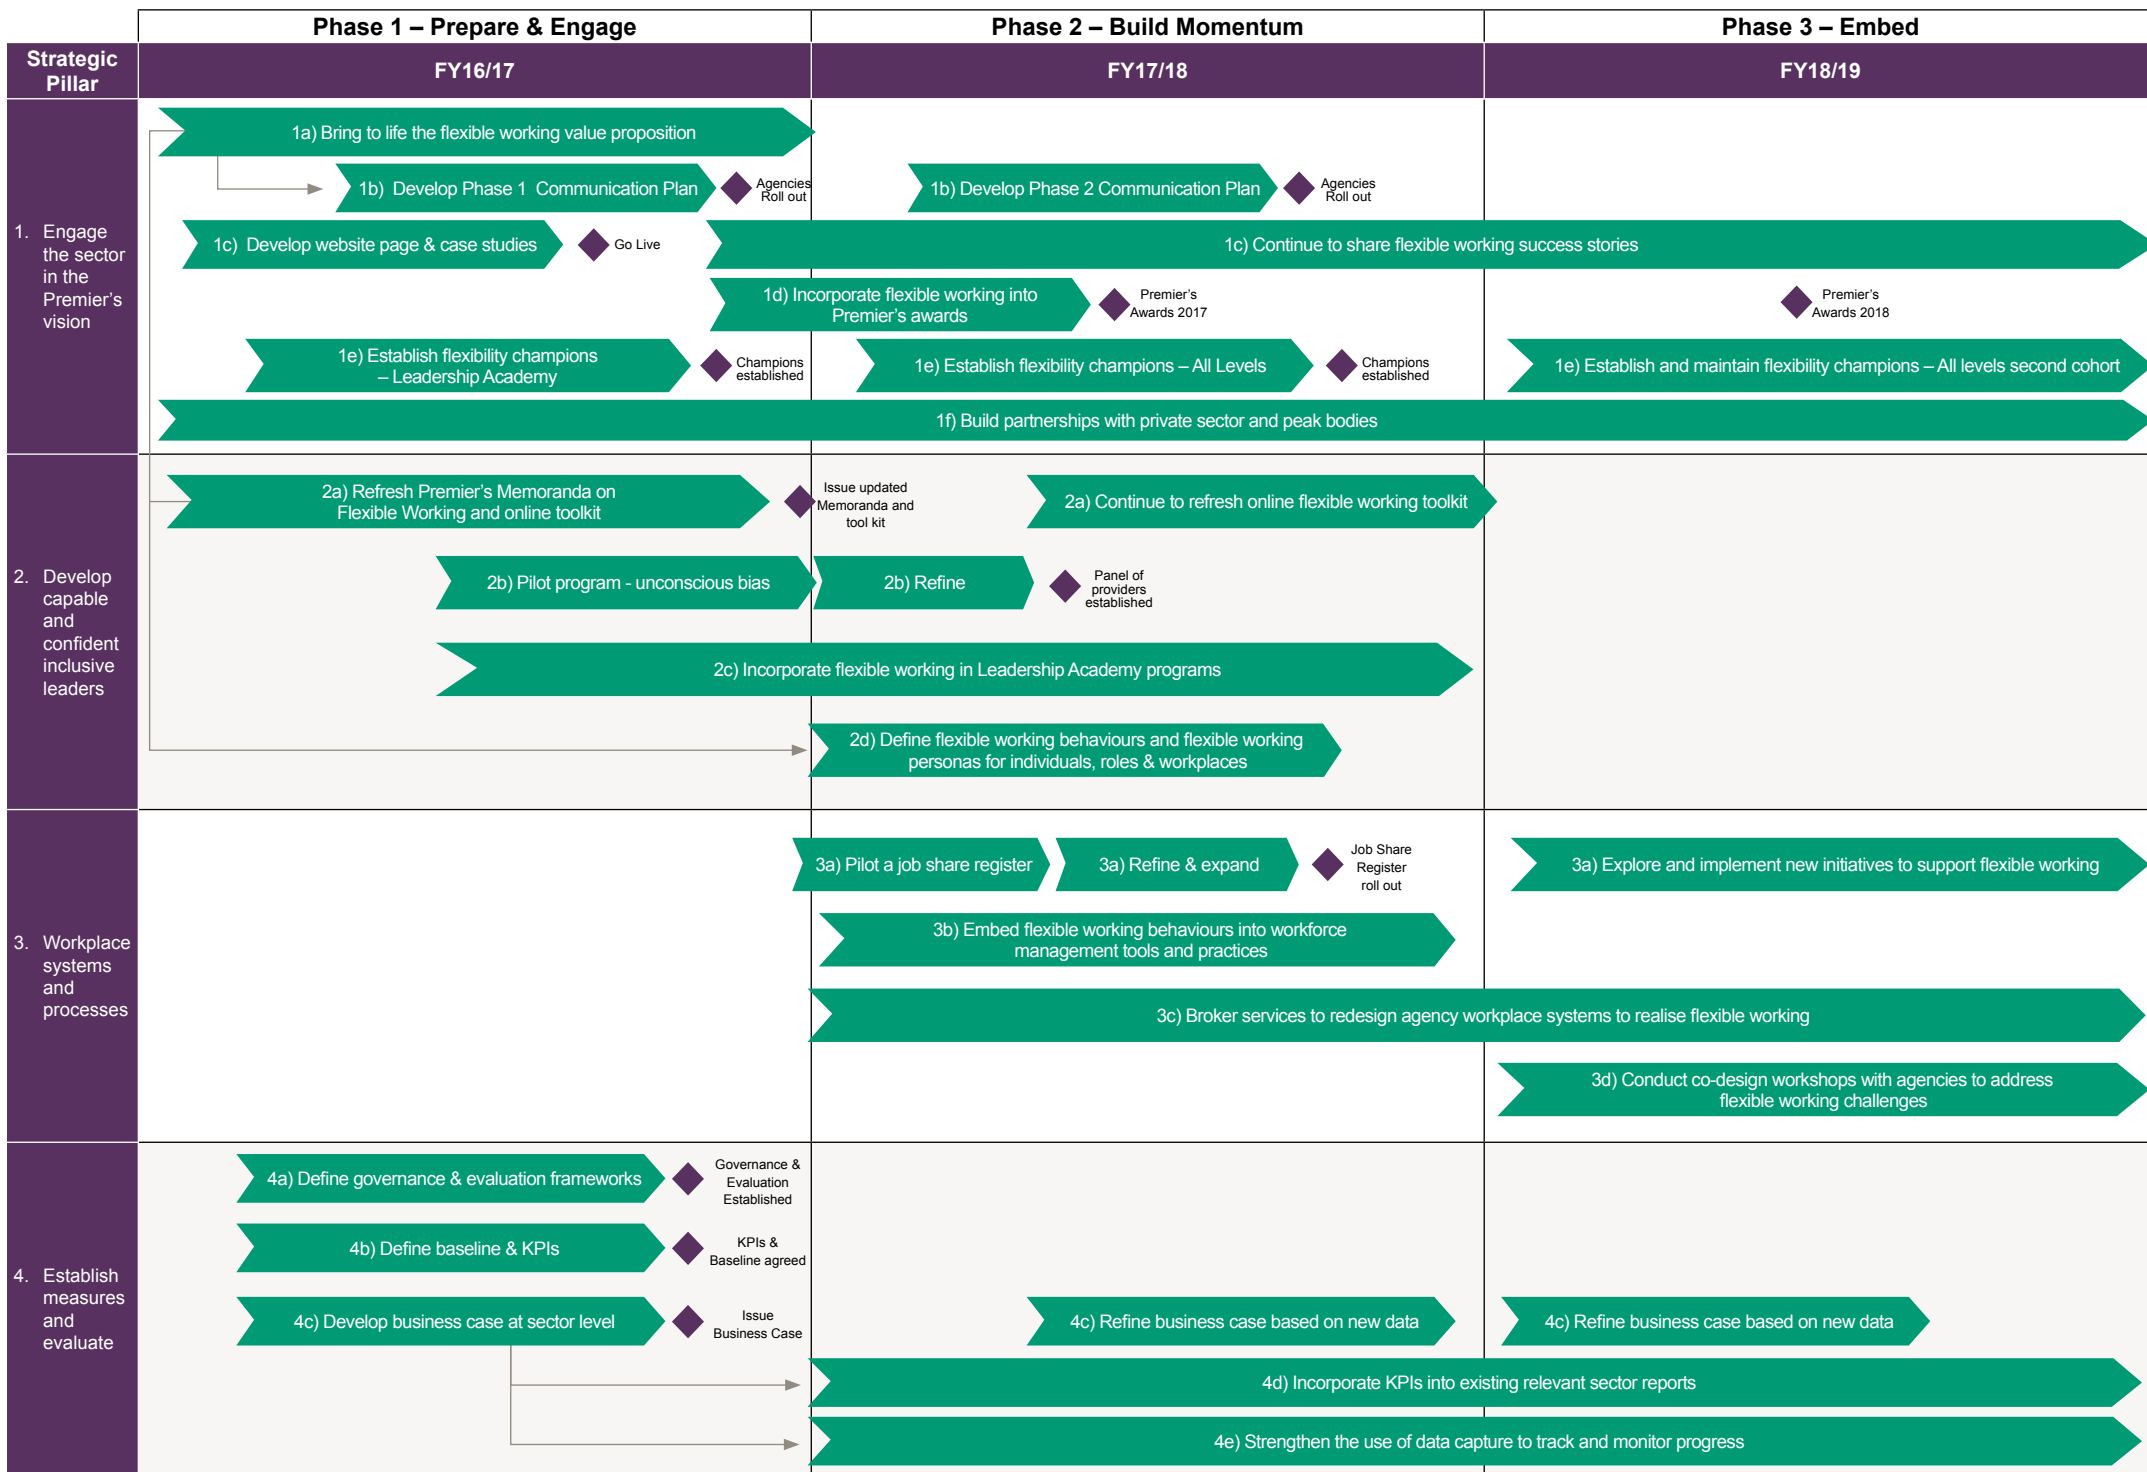 Phase 1 – Prepare & Engage
Phase 2 – Build Momentum
Phase 3 – Embed
Strategic
Pillar
FY16/17
FY17/18
FY18/19
1. Engage
the sector
in the
Premier’s
vision
1a) Bring to life the flexible working value proposition
1b) Develop Phase 1 Communication Plan
Agencies
Roll out
1b) Develop Phase 2 Communication Plan
Agencies
Roll out
1c) Develop website page & case studies
Go Live
1c) Continue to share flexible working success stories
1d) Incorporate flexible working into
Premier’s awards
Premier’s
Awards 2017
Premier’s
Awards 2018
1e) Establish flexibility champions
– Leadership Academy
Champions
established
1e) Establish flexibility champions – All Levels
Champions
established
1e) Establish and maintain flexibility champions – All levels second cohort
1f) Build partnerships with private sector and peak bodies
2. Develop
capable
and
confident
inclusive
leaders
2a) Refresh Premier’s Memoranda on
Flexible Working and online toolkit
Issue updated
Memoranda and
tool kit
2a) Continue to refresh online flexible working toolkit
2b) Pilot program - unconscious bias
2b) Refine
Panel of
providers
established
2c) Incorporate flexible working in Leadership Academy programs
2d) Define flexible working behaviours and flexible working
personas for individuals, roles & workplaces
3. Workplace
systems
and
processes
3a) Pilot a job share register
3a) Refine & expand
Job Share
Register
roll out
3a) Explore and implement new initiatives to support flexible working
3b) Embed flexible working behaviours into workforce
management tools and practices
3c) Broker services to redesign agency workplace systems to realise flexible working
3d) Conduct co-design workshops with agencies to address
flexible working challenges
4. Establish
measures
and
evaluate
4a) Define governance & evaluation frameworks
Governance &
Evaluation
Established
4b) Define baseline & KPIs
KPIs &
Baseline agreed
4c) Develop business case at sector level
Issue
Business Case
4c) Refine business case based on new data
4c) Refine business case based on new data
4d) Incorporate KPIs into existing relevant sector reports
4e) Strengthen the use of data capture to track and monitor progress